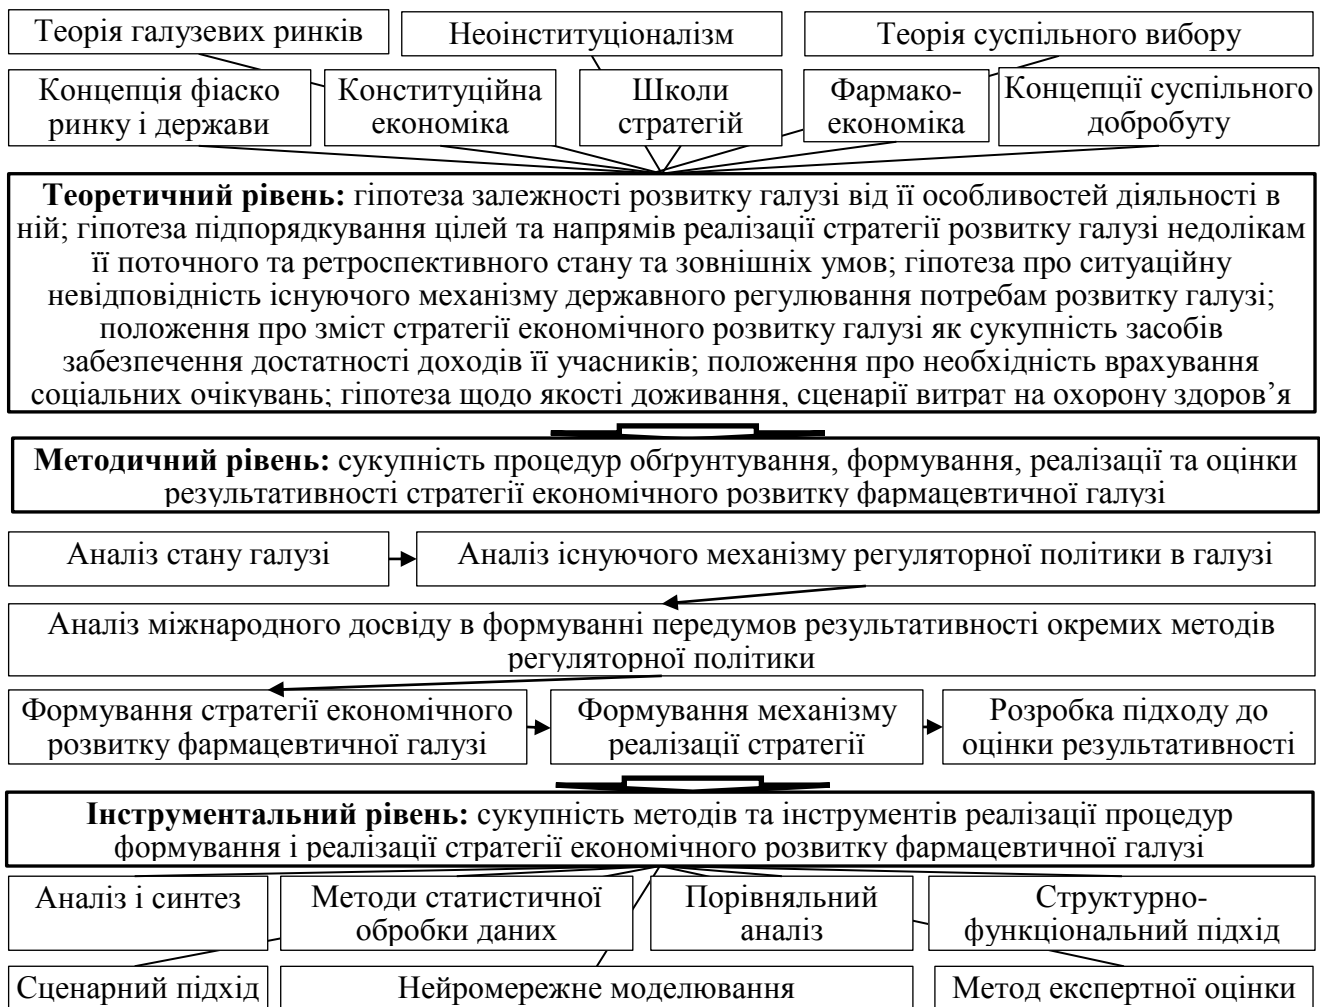 Теорія галузевих ринків
Неоінституціоналізм
Теорія суспільного вибору
Концепція фіаско
ринку і держави
Конституційна
економіка
Школи
стратегій
Фармако-
економіка
Концепції суспільного
добробуту
Теоретичний рівень: гіпотеза залежності розвитку галузі від її особливостей діяльності в
ній; гіпотеза підпорядкування цілей та напрямів реалізації стратегії розвитку галузі недолікам
її поточного та ретроспективного стану та зовнішніх умов; гіпотеза про ситуаційну
невідповідність існуючого механізму державного регулювання потребам розвитку галузі;
положення про зміст стратегії економічного розвитку галузі як сукупність засобів
забезпечення достатності доходів її учасників; положення про необхідність врахування
соціальних очікувань; гіпотеза щодо якості доживання, сценарії витрат на охорону здоров’я
Методичний рівень: сукупність процедур обґрунтування, формування, реалізації та оцінки
результативності стратегії економічного розвитку фармацевтичної галузі
Аналіз стану галузі
Аналіз існуючого механізму регуляторної політики в галузі
Аналіз міжнародного досвіду в формуванні передумов результативності окремих методів
регуляторної політики
Формування стратегії економічного
розвитку фармацевтичної галузі
Формування механізму
реалізації стратегії
Розробка підходу до
оцінки результативності
Інструментальний рівень: сукупність методів та інструментів реалізації процедур
формування і реалізації стратегії економічного розвитку фармацевтичної галузі
Аналіз і синтез
Методи статистичної
обробки даних
Порівняльний
аналіз
Структурно-
функціональний підхід
Сценарний підхід
Нейромережне моделювання
Метод експертної оцінки